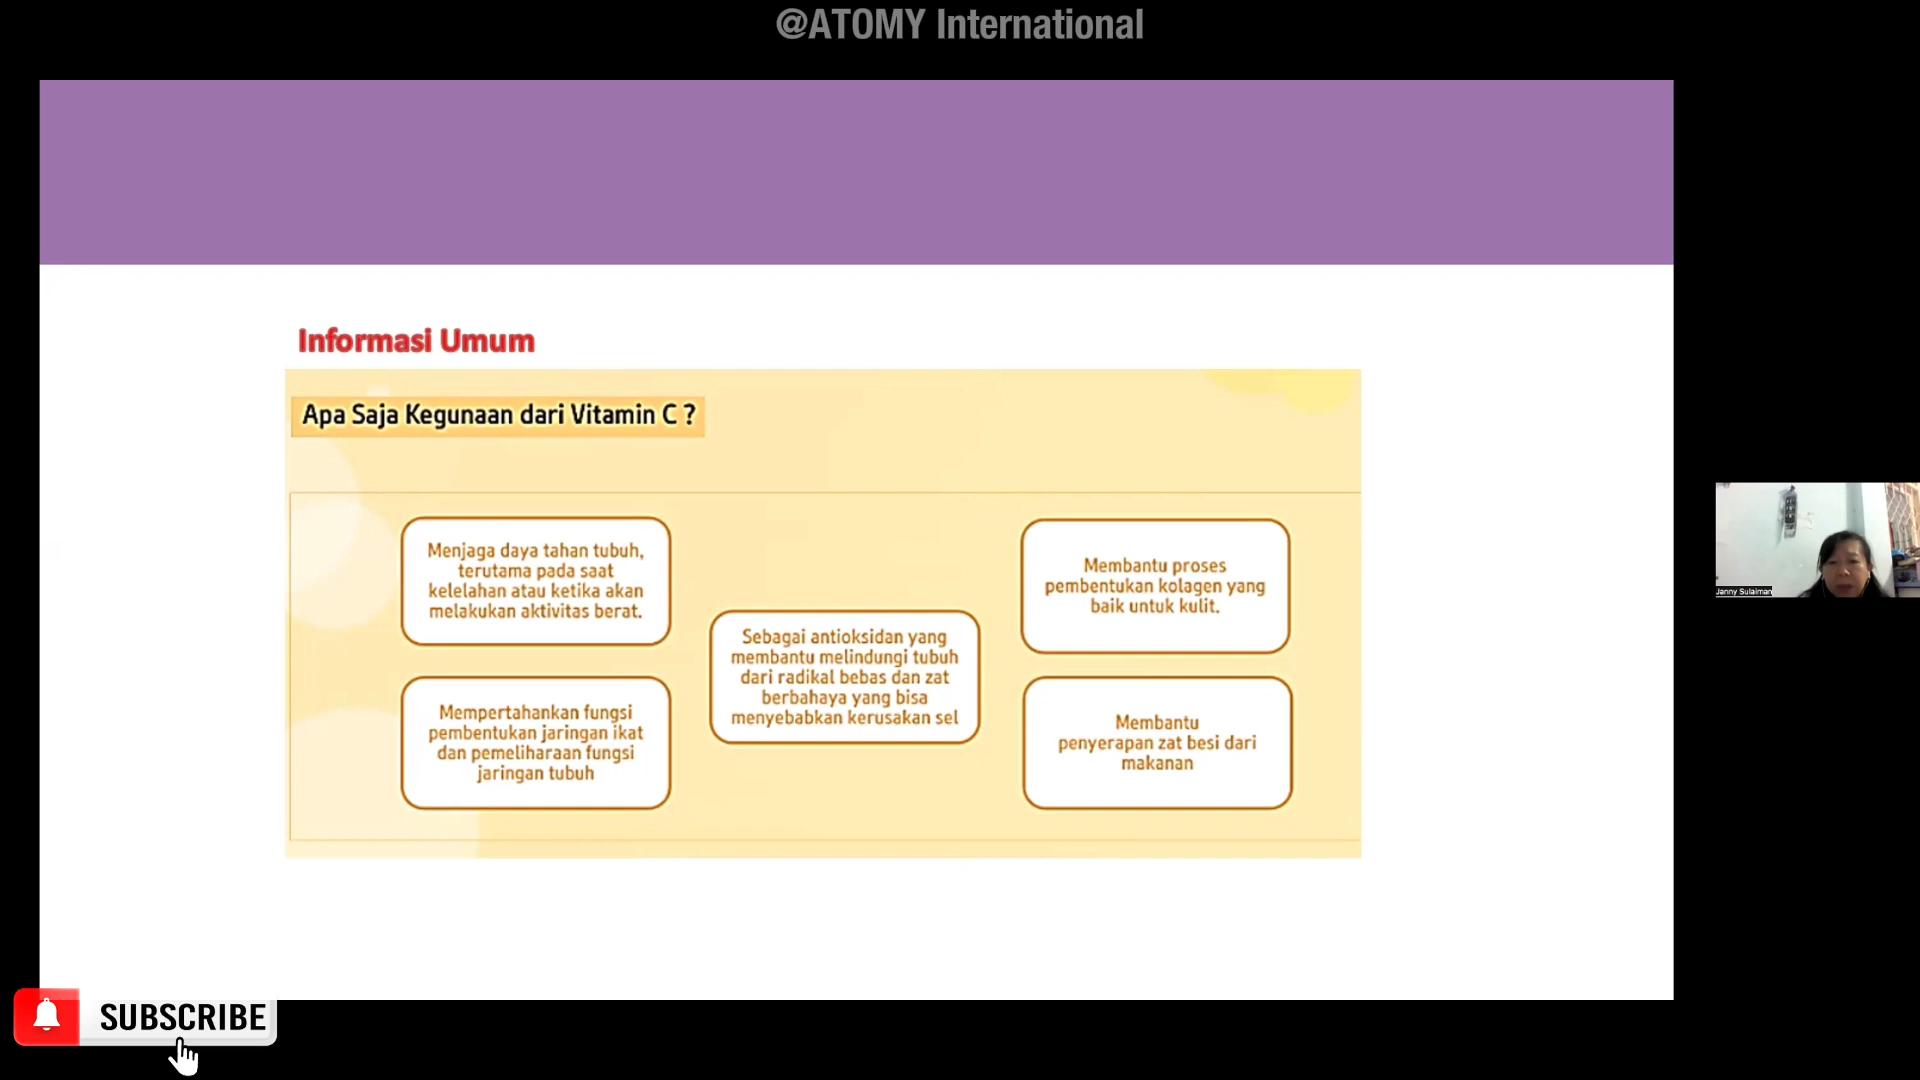 @ATOMY International
Informasi Umum
Apa Saja Kegunaan dari Vitamin C ?
Menjaga daya tahan tubuh,
terutama pada saat
kelelahan atau ketika akan
melakukan aktivitas berat.
Mempertahankan fungsi
pembentukan jaringan ikat
dan pemeliharaan fungsi
jaringan tubuh
Sebagai antioksidan yang
membantu melindungi tubuh
dari radikal bebas dan zat
berbahaya yang bisa
menyebabkan kerusakan sel
Membantu proses
pembentukan kolagen yang
baik untuk kulit.
Membantu
penyerapan zat besi dari
makanan
Janny Sulaiman
SUBSCRIBE